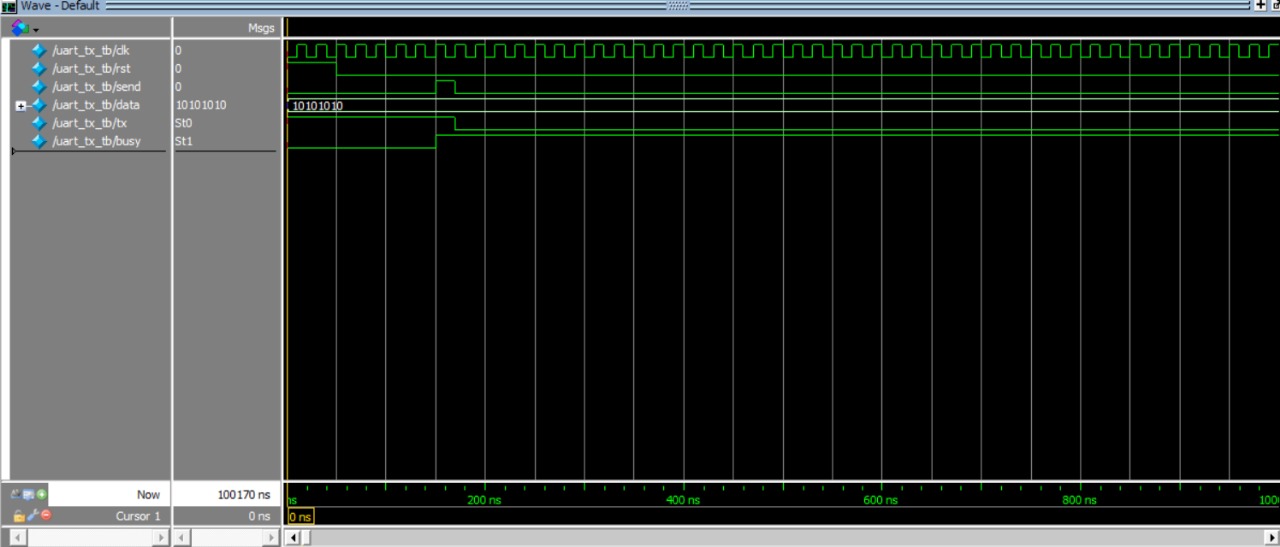 Wave - Default
Msgs
/uart_tx_tb/clk 0
/uart_tx_tb/rst 0
/uart_tx_tb/send 0
/uart_tx_tb/data 10101010 10101010
/uart_tx_tb/tx St0
/uart_tx_tb/busy St1
Now 100170 ns ns 200 ns 400 ns 600 ns 800 ns 100
Cursor 1 0 ns 0 ns